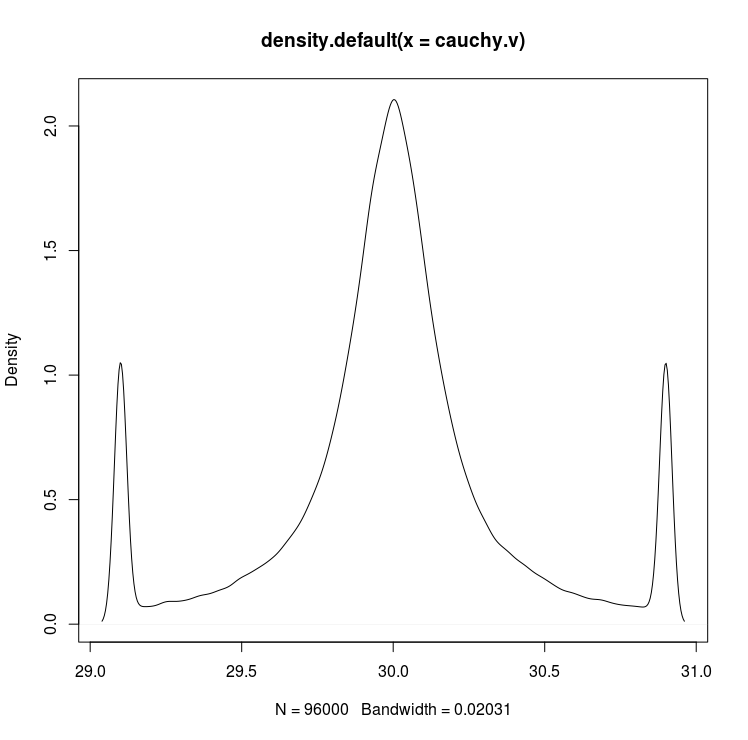 density.default(x = cauchy.v)
Density
2.0
1.5
1.0
0.5
0.0
29.0 29.5 30.0 30.5 31.0
N = 96000 Bandwidth = 0.02031